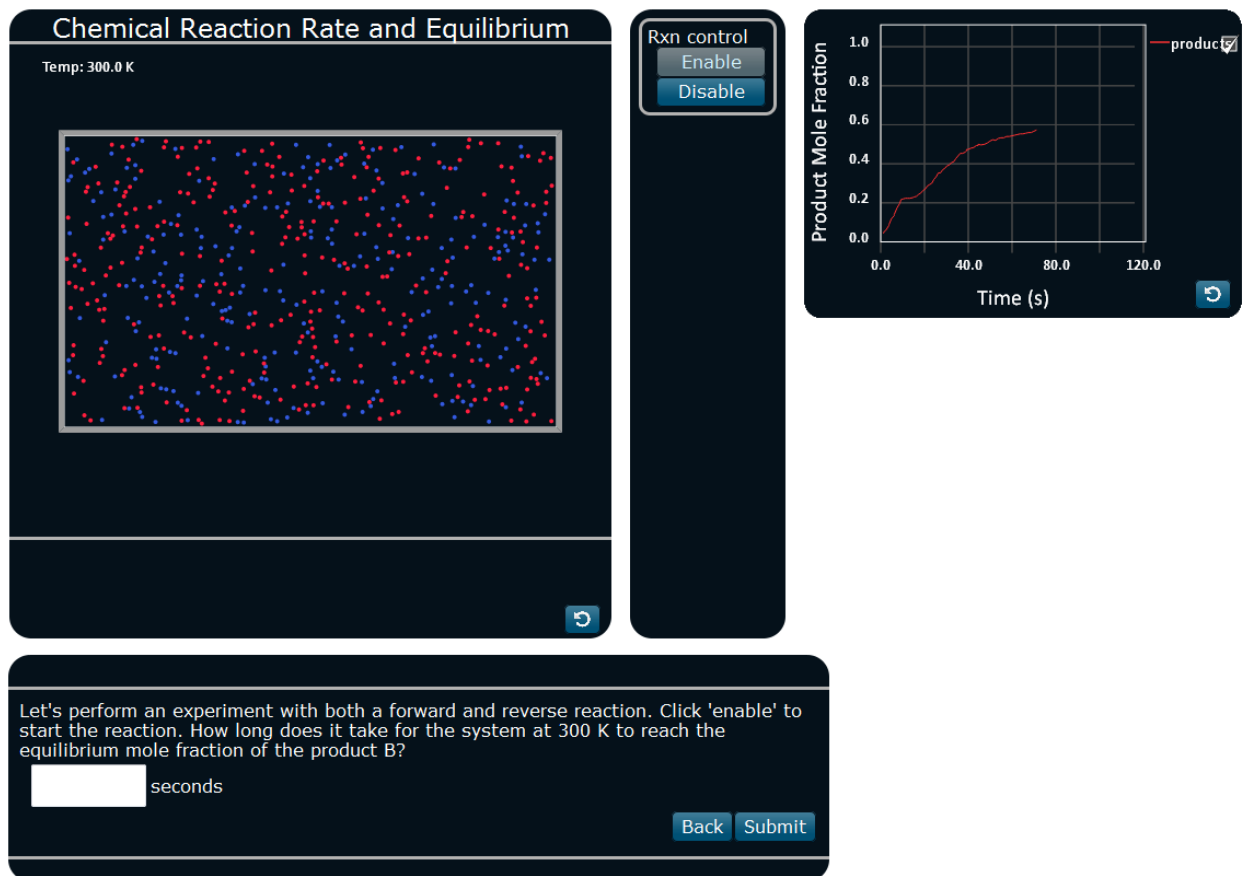 Chemical Reaction Rate and Equilibrium
Temp: 300.0 K
Rxn control
Enable
Disable
Product Mole Fraction
1.0
0.8
0.6
0.4
0.2
0.0
0.0 40.0 80.0 120.0
Time (s)
products
Let's perform an experiment with both a forward and reverse reaction. Click 'enable' to
start the reaction. How long does it take for the system at 300 K to reach the
equilibrium mole fraction of the product B?
seconds
Back Submit